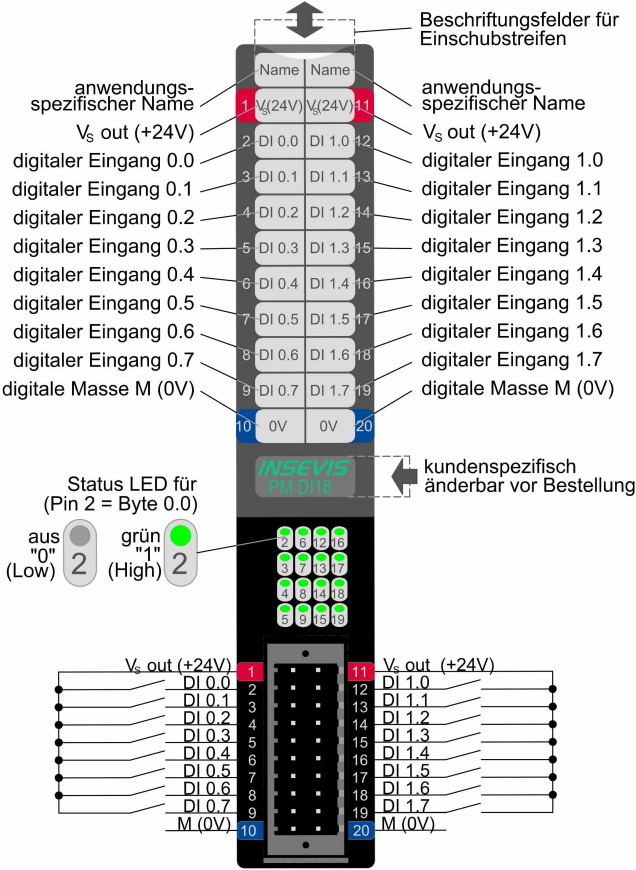 Beschriftungsfelder für
Einschubstreifen
anwendungs-
spezifischer Name
Name Name
anwendungs-
spezifischer Name
Vs out (+24V)
1 Vs(24V) Vs(24V) 11
Vs out (+24V)
digitaler Eingang 0.0
2 DI 0.0 DI 1.0 12
digitaler Eingang 1.0
digitaler Eingang 0.1
3 DI 0.1 DI 1.1 13
digitaler Eingang 1.1
digitaler Eingang 0.2
4 DI 0.2 DI 1.2 14
digitaler Eingang 1.2
digitaler Eingang 0.3
5 DI 0.3 DI 1.3 15
digitaler Eingang 1.3
digitaler Eingang 0.4
6 DI 0.4 DI 1.4 16
digitaler Eingang 1.4
digitaler Eingang 0.5
7 DI 0.5 DI 1.5 17
digitaler Eingang 1.5
digitaler Eingang 0.6
8 DI 0.6 DI 1.6 18
digitaler Eingang 1.6
digitaler Eingang 0.7
9 DI 0.7 DI 1.7 19
digitaler Eingang 1.7
digitale Masse M (0V)
10 0V 0V 20
digitale Masse M (0V)
INSEVIS
PM DI16
kundenspezifisch
änderbar vor Bestellung
Status LED für
(Pin 2 = Byte 0.0)
aus
"0"
(Low)
2
grün
"1"
(High)
2
2 6 12 16
3 7 13 17
4 8 14 18
5 9 15 19
Vs out (+24V) 1 11 Vs out (+24V)
DI 0.0 2 12 DI 1.0
DI 0.1 3 13 DI 1.1
DI 0.2 4 14 DI 1.2
DI 0.3 5 15 DI 1.3
DI 0.4 6 16 DI 1.4
DI 0.5 7 17 DI 1.5
DI 0.6 8 18 DI 1.6
DI 0.7 9 19 DI 1.7
M (0V) 10 20 M (0V)